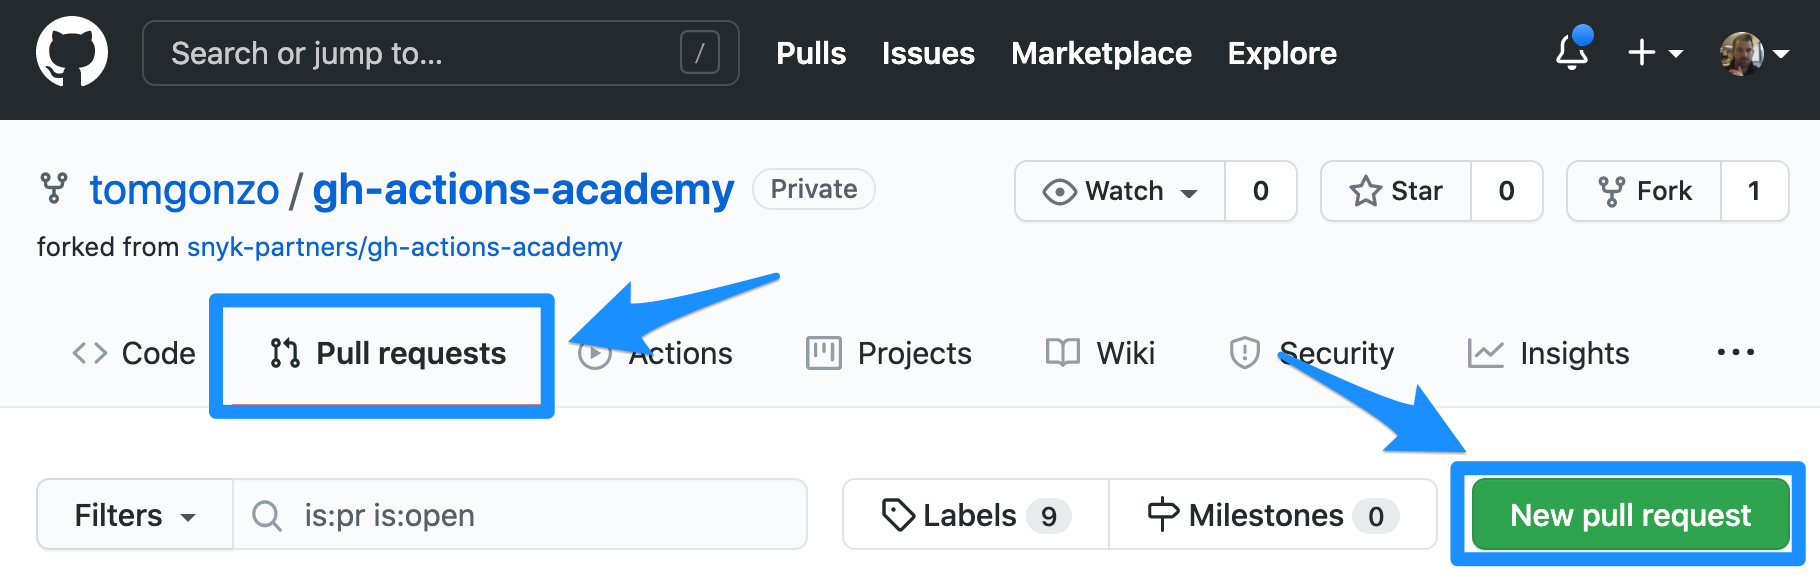 Search or jump to... / Pulls Issues Marketplace Explore
tomgonzo / gh-actions-academy Private Watch 0 Star 0 Fork 1
forked from snyk-partners/gh-actions-academy
Code Pull requests Actions Projects Wiki Security Insights ...
Filters is:pr is:open Labels 9 Milestones 0 New pull request